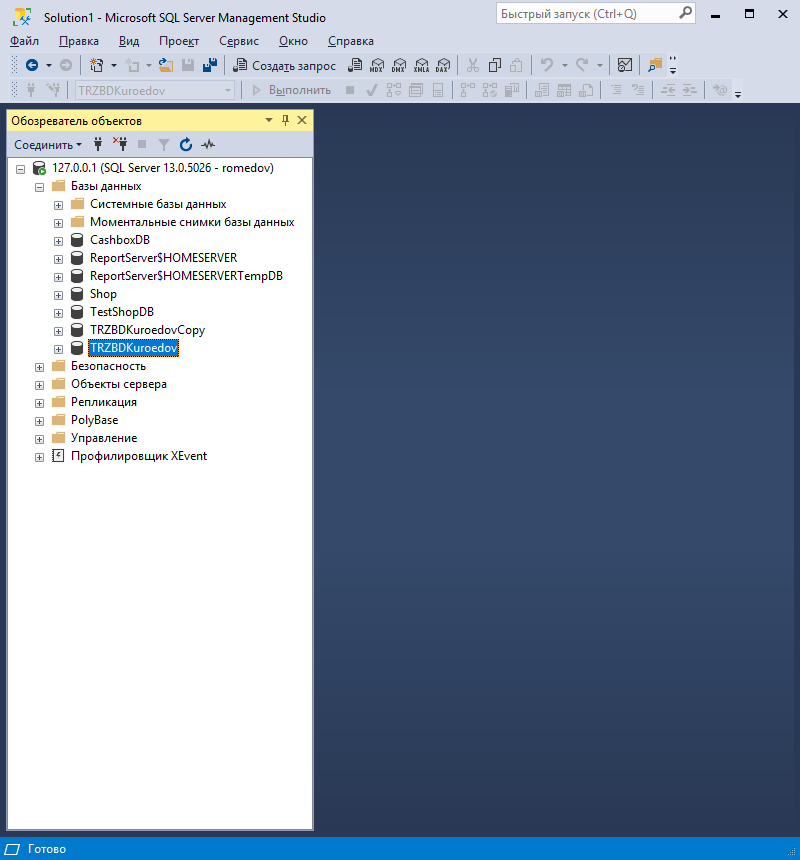 Solution1 - Microsoft SQL Server Management Studio
Быстрый запуск (Ctrl+Q)
Файл Правка Вид Проект Сервис Окно Справка
Создать запрос MDX DMX XMLA DAX
TRZBDKuroedov Выполнить
Обозреватель объектов
Соединить
127.0.0.1 (SQL Server 13.0.5026 - romedov)
Базы данных
Системные базы данных
Моментальные снимки базы данных
CashboxDB
ReportServer$HOMESERVER
ReportServer$HOMESERVERTempDB
Shop
TestShopDB
TRZBDKuroedovCopy
TRZBDKuroedov
Безопасность
Объекты сервера
Репликация
PolyBase
Управление
Профилировщик XEvent
Готово